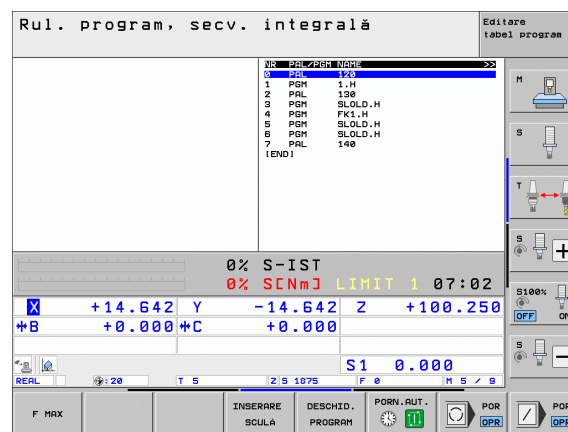 Rul. program, secv. integrală
Editare
tabel program
NR PAL/PGM NAME >>
0 PAL 120
1 PGM 1.H
2 PAL 130
3 PGM SLOLD.H
4 PGM FK1.H
5 PGM SLOLD.H
6 PGM SLOLD.H
7 PAL 140
[END]
M
S
T
S
S100%
OFF ON
S
0% S-IST
0% S[Nm] LIMIT 1 07:02
X +14.642 Y -14.642 Z +100.250
+B +0.000 +C +0.000
S1 0.000
REAL :20 T 5 Z S 1875 F 0 M 5 / 9
F MAX
INSERARE
SCULĂ
DESCHID.
PROGRAM
PORN.AUT.
POR
OPR
POR
OPR